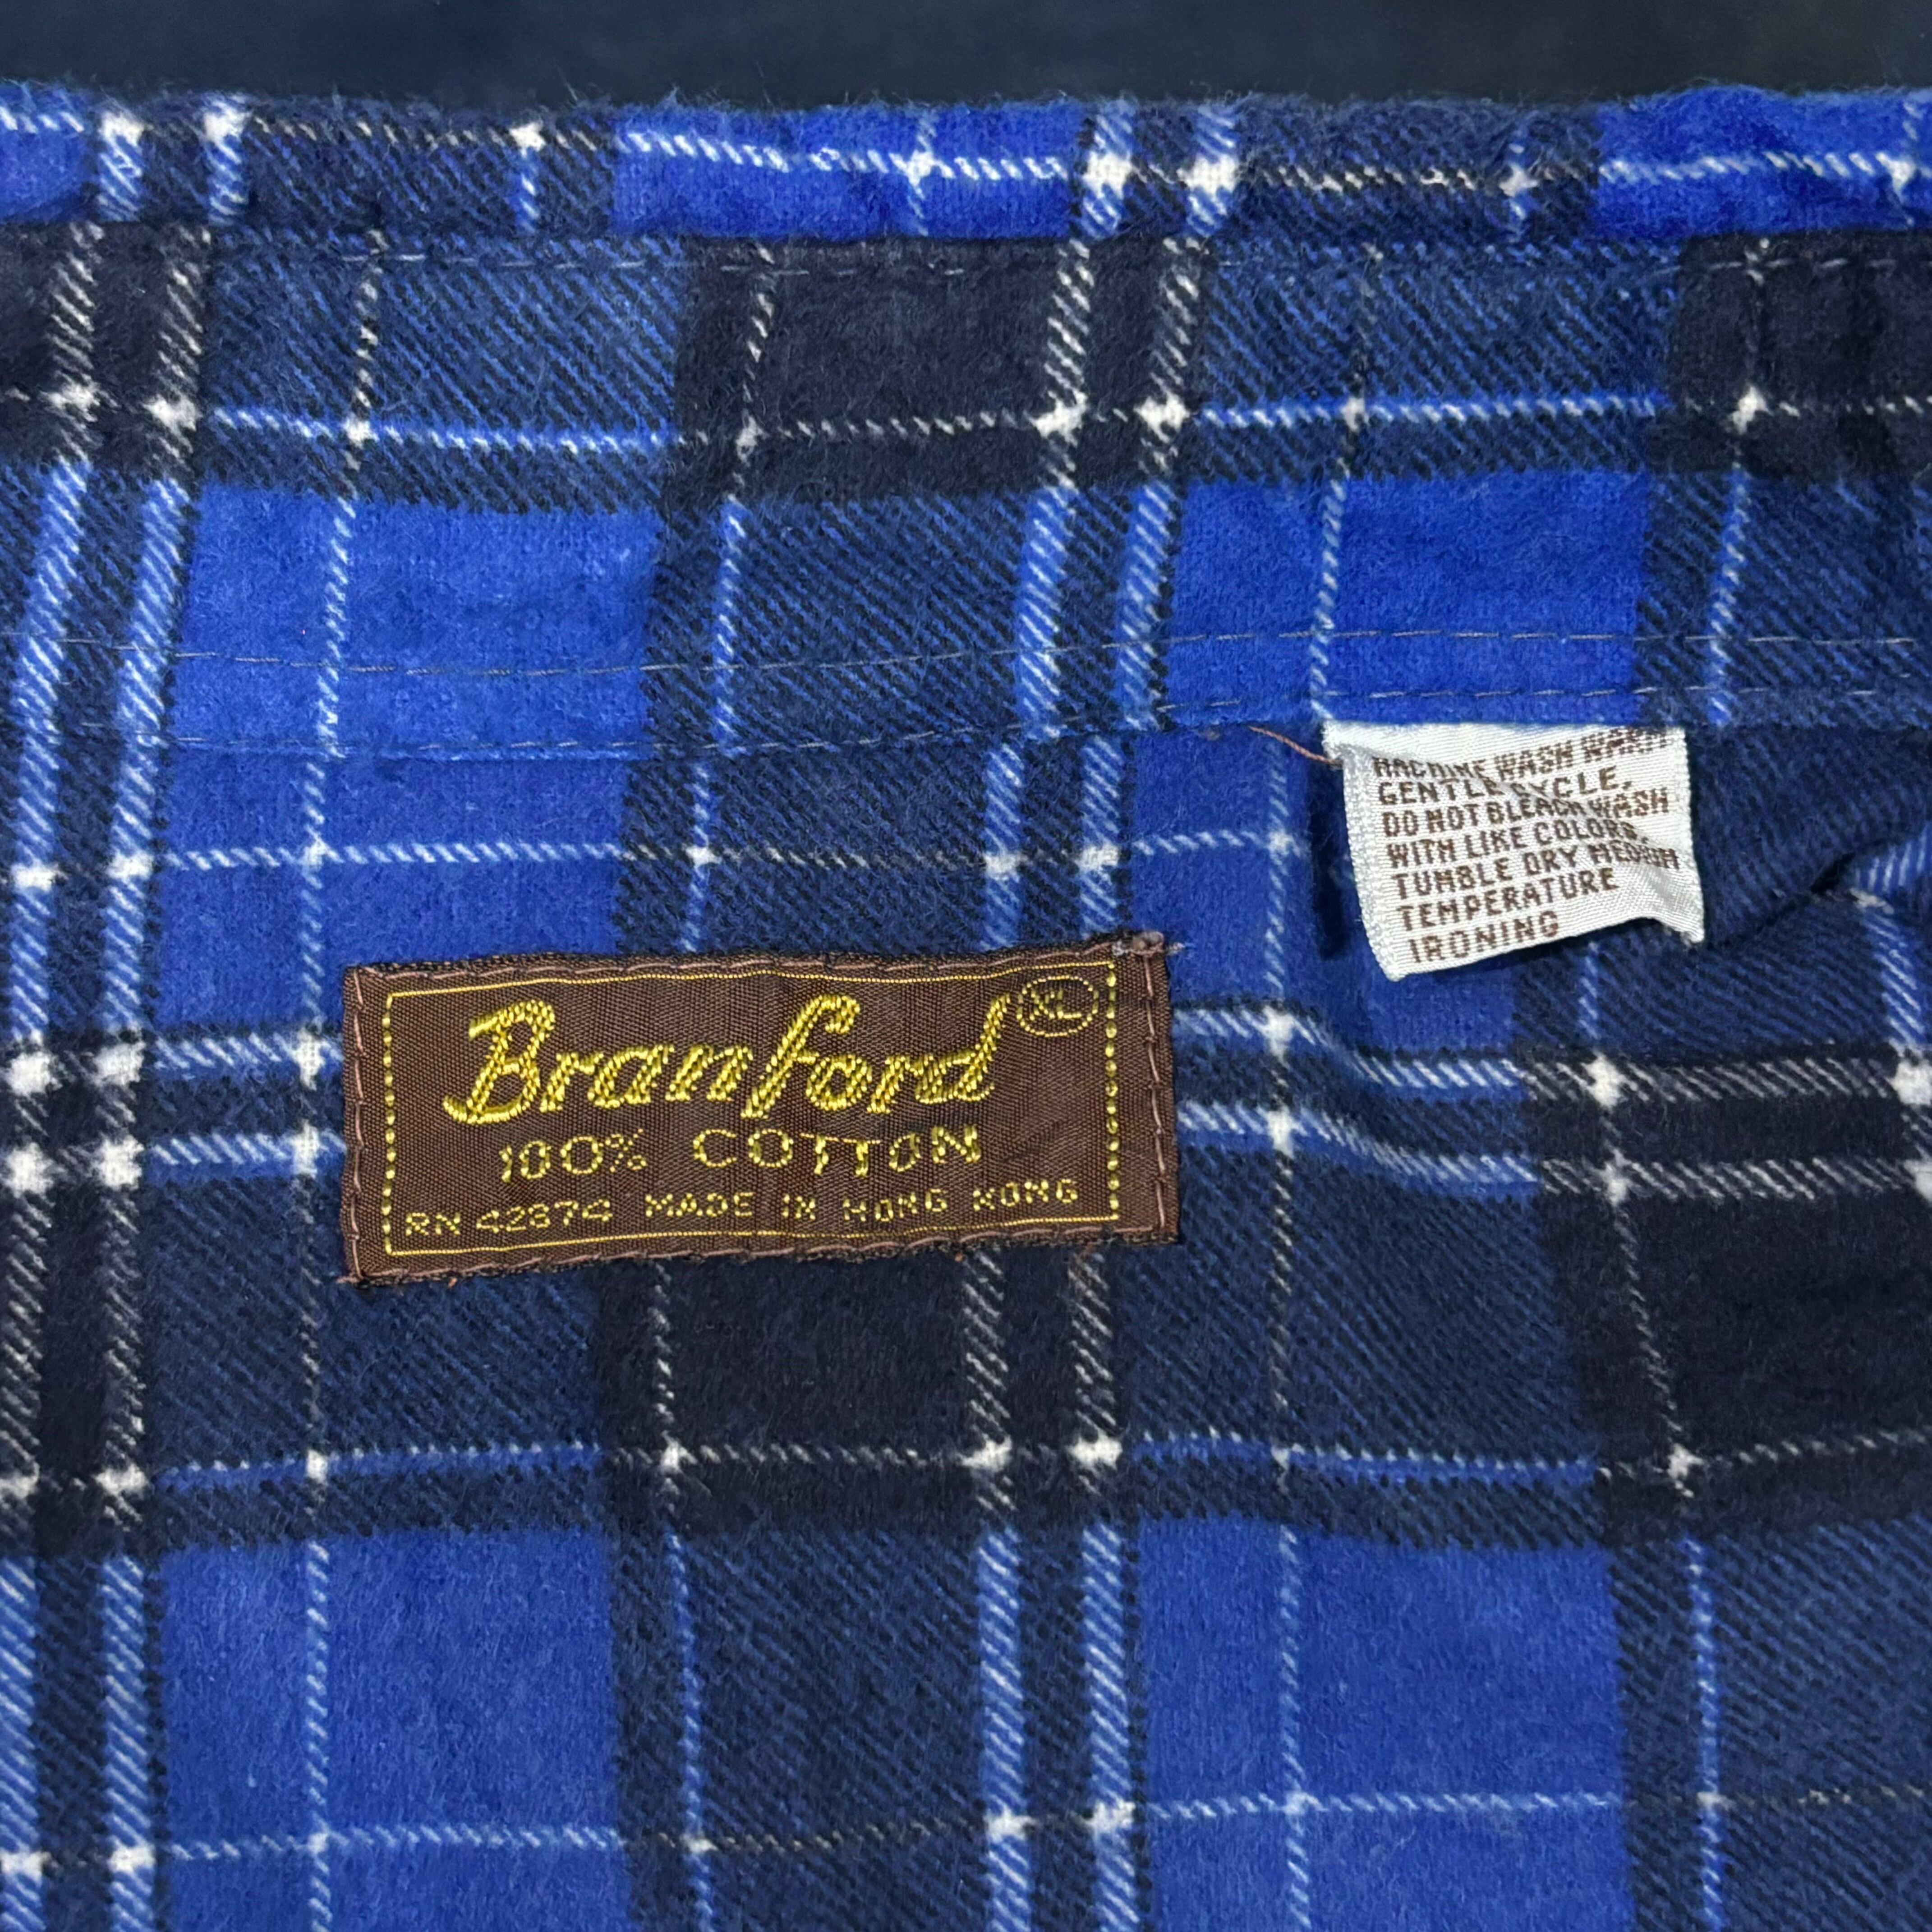 MACHINE WASH WARM
GENTLE CYCLE,
DO NOT BLEACH WASH
WITH LIKE COLORS,
TUMBLE DRY MEDIUM
TEMPERATURE
IRONING
Branford XL
100% COTTON
RN 42874 MADE IN HONG KONG